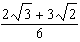 (2√3 + 3√2)/6